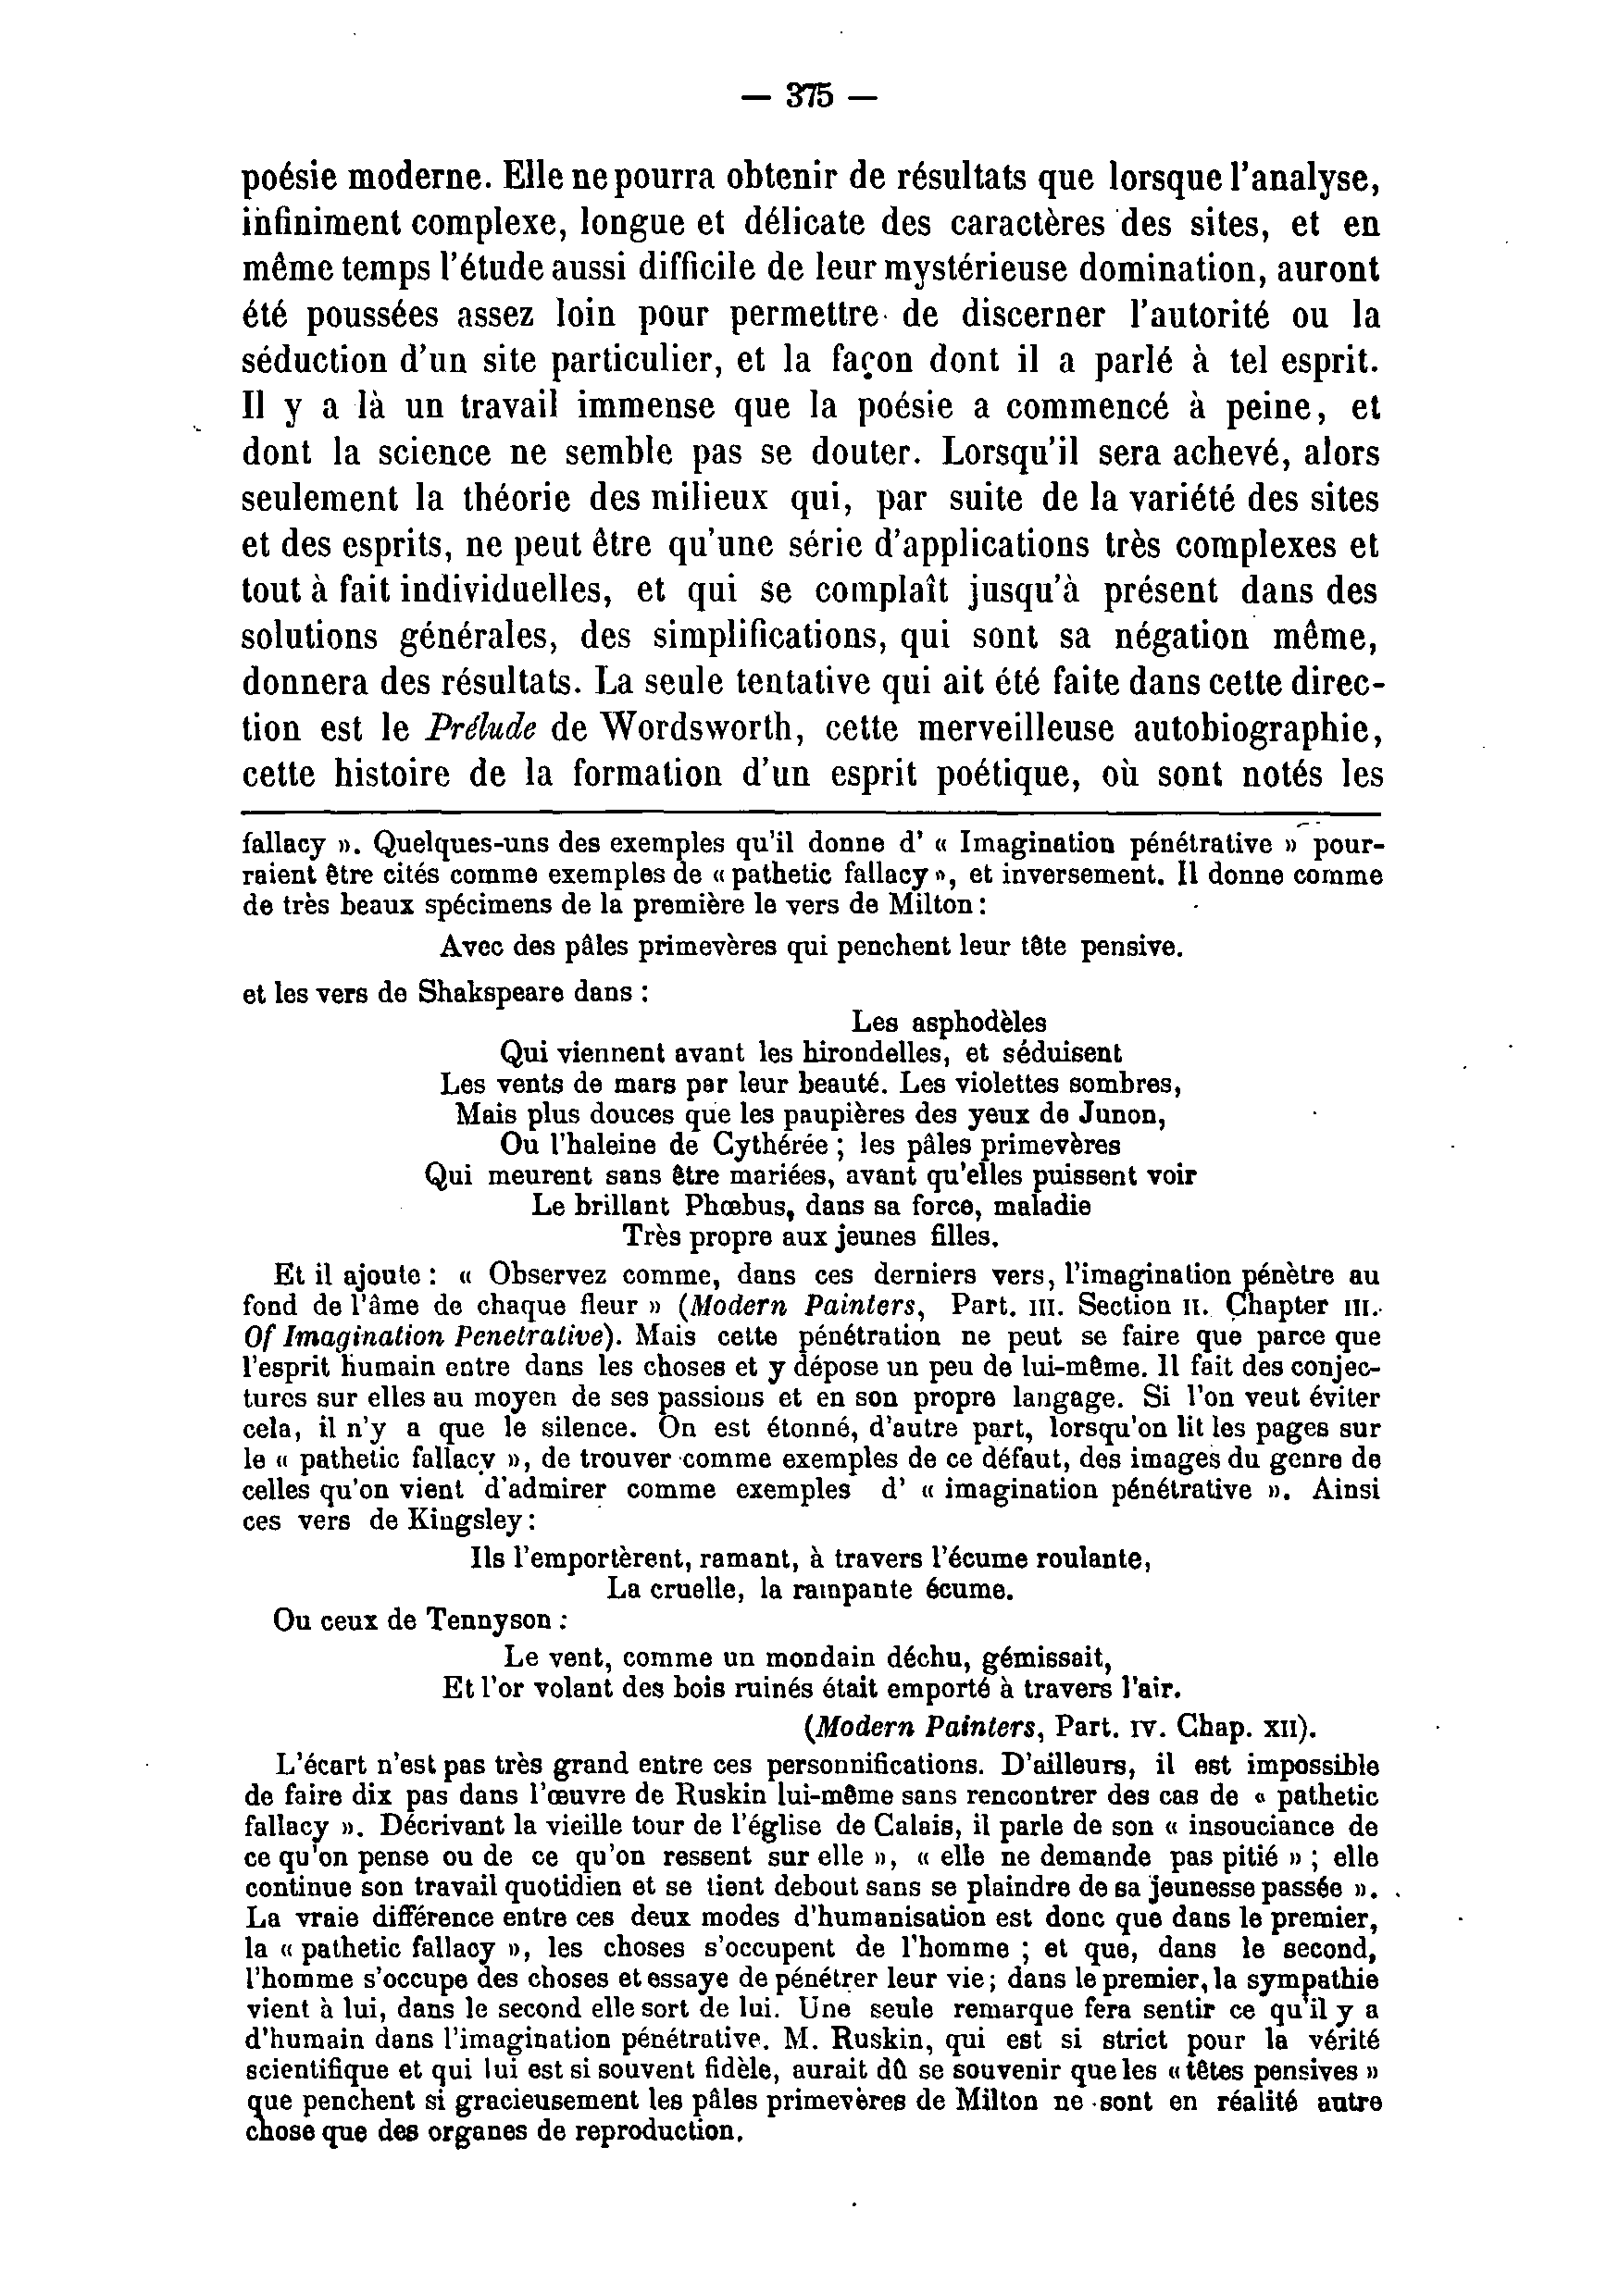 — 375 —
poésie moderne. Elle ne pourra obtenir de résultats que lorsque l'analyse,
infiniment complexe, longue et délicate des caractères des sites, et en
même temps l'étude aussi difficile de leur mystérieuse domination, auront
été poussées assez loin pour permettre de discerner l'autorité ou la
séduction d'un site particulier, et la façon dont il a parlé à tel esprit.
Il y a là un travail immense que la poésie a commencé à peine, et
dont la science ne semble pas se douter. Lorsqu'il sera achevé, alors
seulement la théorie des milieux qui, par suite de la variété des sites
et des esprits, ne peut être qu'une série d'applications très complexes et
tout à fait individuelles, et qui se complaît jusqu'à présent dans des
solutions générales, des simplifications, qui sont sa négation même,
donnera des résultats. La seule tentative qui ait été faite dans cette direc-
tion est le Prélude de Wordsworth, cette merveilleuse autobiographie,
cette histoire de la formation d'un esprit poétique, où sont notés les
fallacy ». Quelques-uns des exemples qu'il donne d' « Imagination pénétrative » pour-
raient être cités comme exemples de « pathetic fallacy », et inversement. Il donne comme
de très beaux spécimens de la première le vers de Milton :
Avec des pâles primevères qui penchent leur tête pensive.
et les vers de Shakspeare dans :
Les asphodèles
Qui viennent avant les hirondelles, et séduisent
Les vents de mars par leur beauté. Les violettes sombres,
Mais plus douces que les paupières des yeux de Junon,
Ou l'haleine de Cythérée ; les pâles primevères
Qui meurent sans être mariées, avant qu'elles puissent voir
Le brillant Phœbus, dans sa force, maladie
Très propre aux jeunes filles.
Et il ajoute : « Observez comme, dans ces derniers vers, l'imagination pénètre au
fond de l'âme de chaque fleur » (Modern Painters, Part. III. Section II. Chapter III.
Of Imagination Penetrative). Mais cette pénétration ne peut se faire que parce que
l'esprit humain entre dans les choses et y dépose un peu de lui-même. Il fait des conjec-
tures sur elles au moyen de ses passions et en son propre langage. Si l'on veut éviter
cela, il n'y a que le silence. On est étonné, d'autre part, lorsqu'on lit les pages sur
le « pathetic fallacy », de trouver comme exemples de ce défaut, des images du genre de
celles qu'on vient d'admirer comme exemples d' « imagination pénétrative ». Ainsi
ces vers de Kingsley :
Ils l'emportèrent, ramant, à travers l'écume roulante,
La cruelle, la rampante écume.
Ou ceux de Tennyson :
Le vent, comme un mondain déchu, gémissait,
Et l'or volant des bois ruinés était emporté à travers l'air.
(Modern Painters, Part. IV. Chap. XII).
L'écart n'est pas très grand entre ces personnifications. D'ailleurs, il est impossible
de faire dix pas dans l'œuvre de Ruskin lui-même sans rencontrer des cas de « pathetic
fallacy ». Décrivant la vieille tour de l'église de Calais, il parle de son « insouciance de
ce qu'on pense ou de ce qu'on ressent sur elle », « elle ne demande pas pitié » ; elle
continue son travail quotidien et se tient debout sans se plaindre de sa jeunesse passée ».
La vraie différence entre ces deux modes d'humanisation est donc que dans le premier,
la « pathetic fallacy », les choses s'occupent de l'homme ; et que, dans le second,
l'homme s'occupe des choses et essaye de pénétrer leur vie ; dans le premier, la sympathie
vient à lui, dans le second elle sort de lui. Une seule remarque fera sentir ce qu'il y a
d'humain dans l'imagination pénétrative. M. Ruskin, qui est si strict pour la vérité
scientifique et qui lui est si souvent fidèle, aurait dû se souvenir que les « têtes pensives »
que penchent si gracieusement les pâles primevères de Milton ne sont en réalité autre
chose que des organes de reproduction.